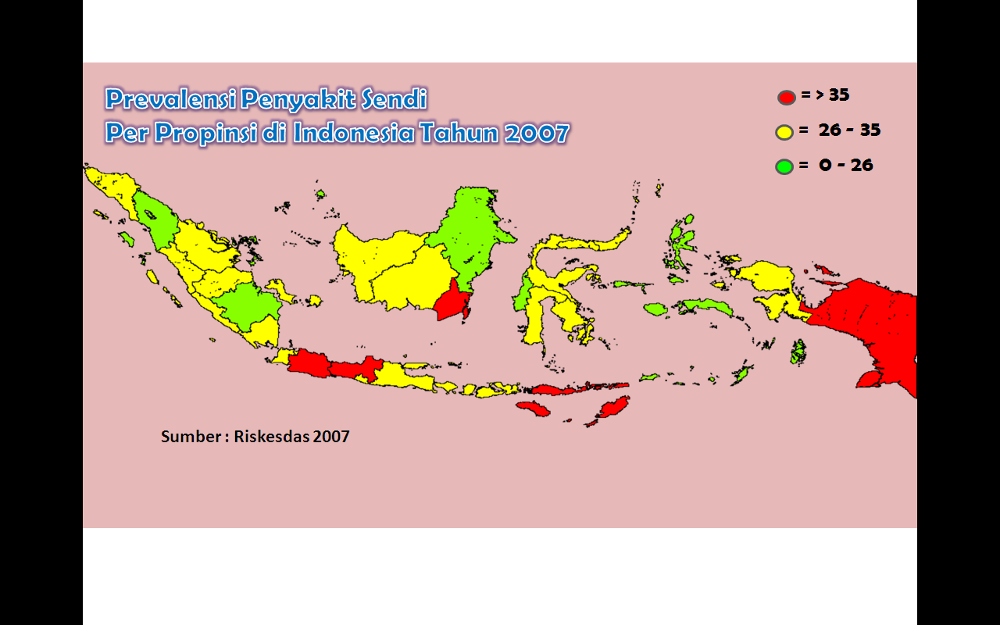 Prevalensi Penyakit Sendi
Per Propinsi di Indonesia Tahun 2007
= > 35
= 26 - 35
= 0 - 26
Sumber : Riskesdas 2007